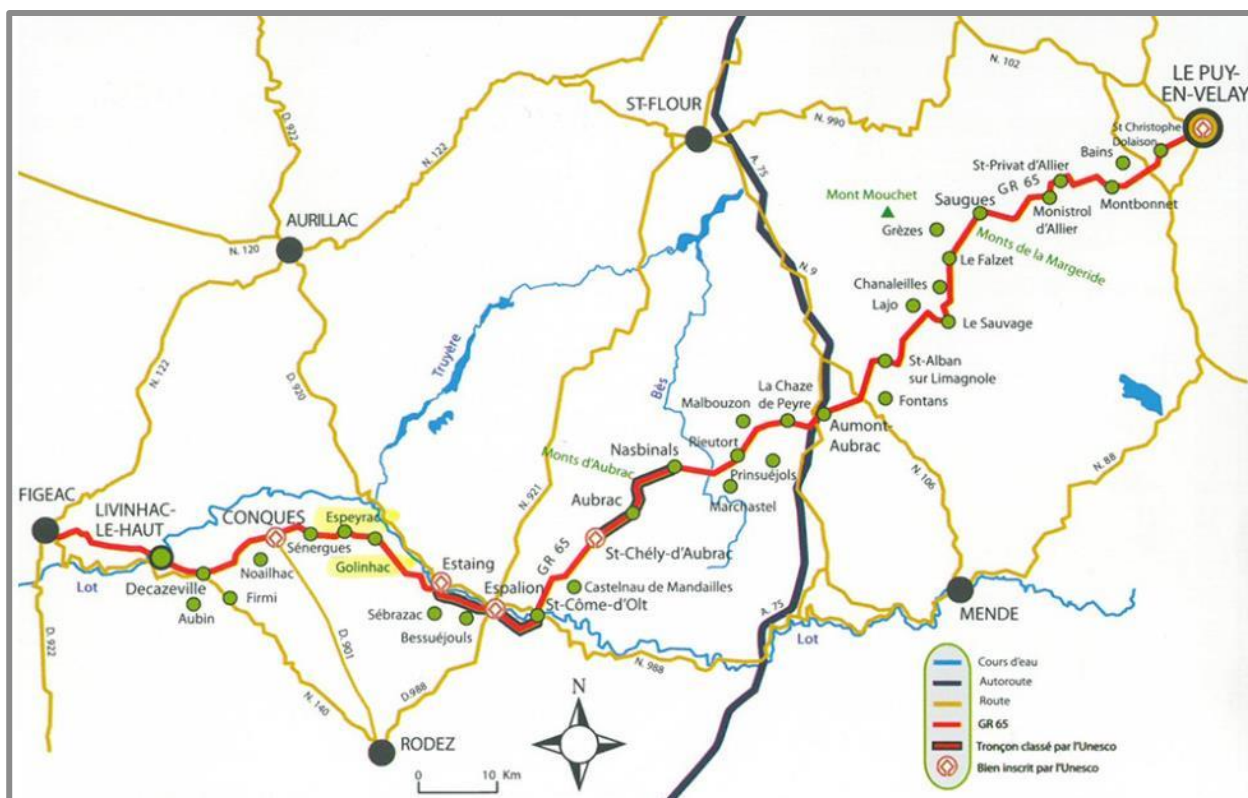 N. 102
LE PUY-
EN-VELAY
D. 922
ST-FLOUR
N. 990
St Christophe
Dolaison
Bains
N. 122
A. 75
St-Privat d'Allier
GR 65
Mont Mouchet
Saugues
Montbonnet
Monistrol
d'Allier
AURILLAC
Grèzes
Monts de la Margeride
N. 120
N. 9
Le Falzet
Chanaleilles
Lajo
Le Sauvage
Truyère
St-Alban
sur Limagnole
N. 122
D. 920
Bès
La Chaze
de Peyre
Fontans
Malbouzon
Aumont-
Aubrac
Nasbinals
Rieutort
Monts d'Aubrac
Prinsuéjols
N. 88
Marchastel
N. 106
FIGEAC
N. 921
Aubrac
LIVINHAC-
LE-HAUT
CONQUES
Espeyrac
Sénergues
St-Chély-d'Aubrac
Golinhac
Estaing
GR 65
Noailhac
Espalion
Castelnau de Mandailles
Lot
Decazeville
Firmi
Aubin
Sébrazac
St-Côme-d'Olt
Bessuéjouls
A. 75
MENDE
Lot
D. 922
D. 901
N. 988
D.988
N. 140
N
RODEZ
0 10 Km
Cours d'eau
Autoroute
Route
GR 65
Tronçon classé par l'Unesco
Bien inscrit par l'Unesco